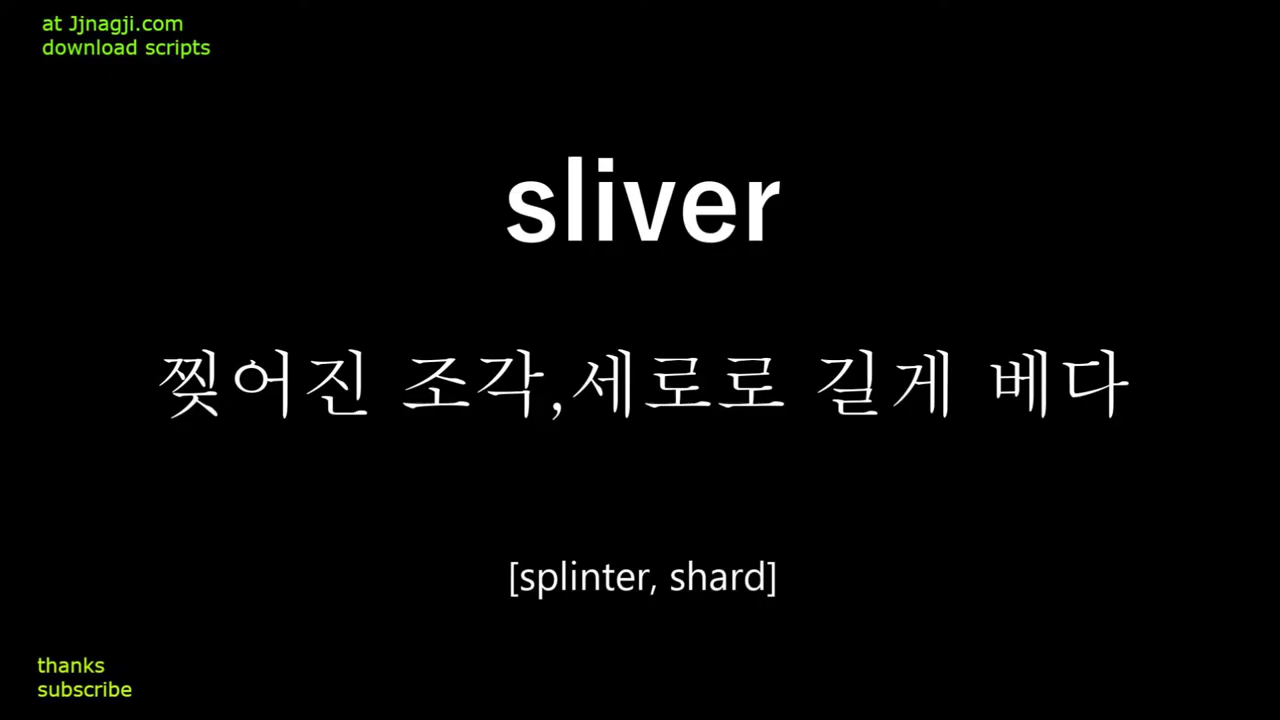 at Jjnagji.com
download scripts
sliver
찢어진 조각,세로로 길게 베다
[splinter, shard]
thanks
subscribe